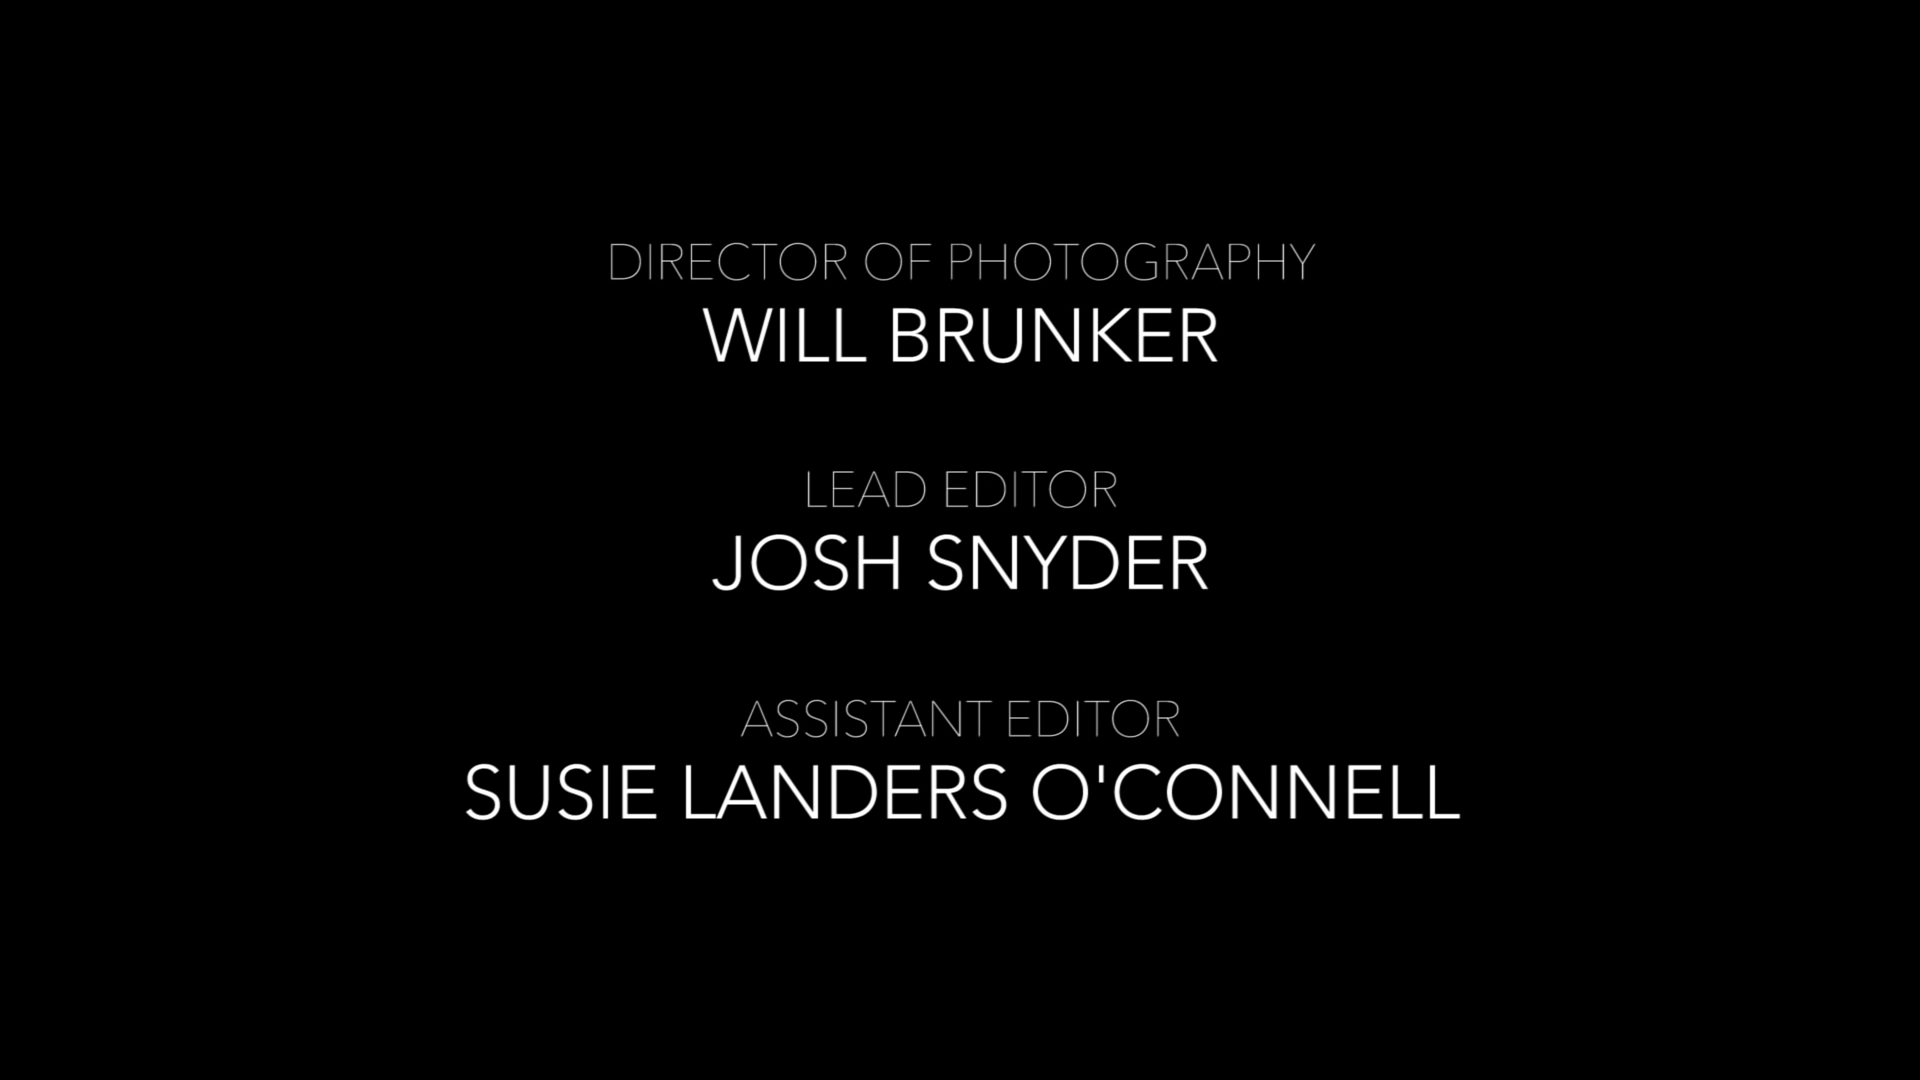 DIRECTOR OF PHOTOGRAPHY
WILL BRUNKER
LEAD EDITOR
JOSH SNYDER
ASSISTANT EDITOR
SUSIE LANDERS O'CONNELL